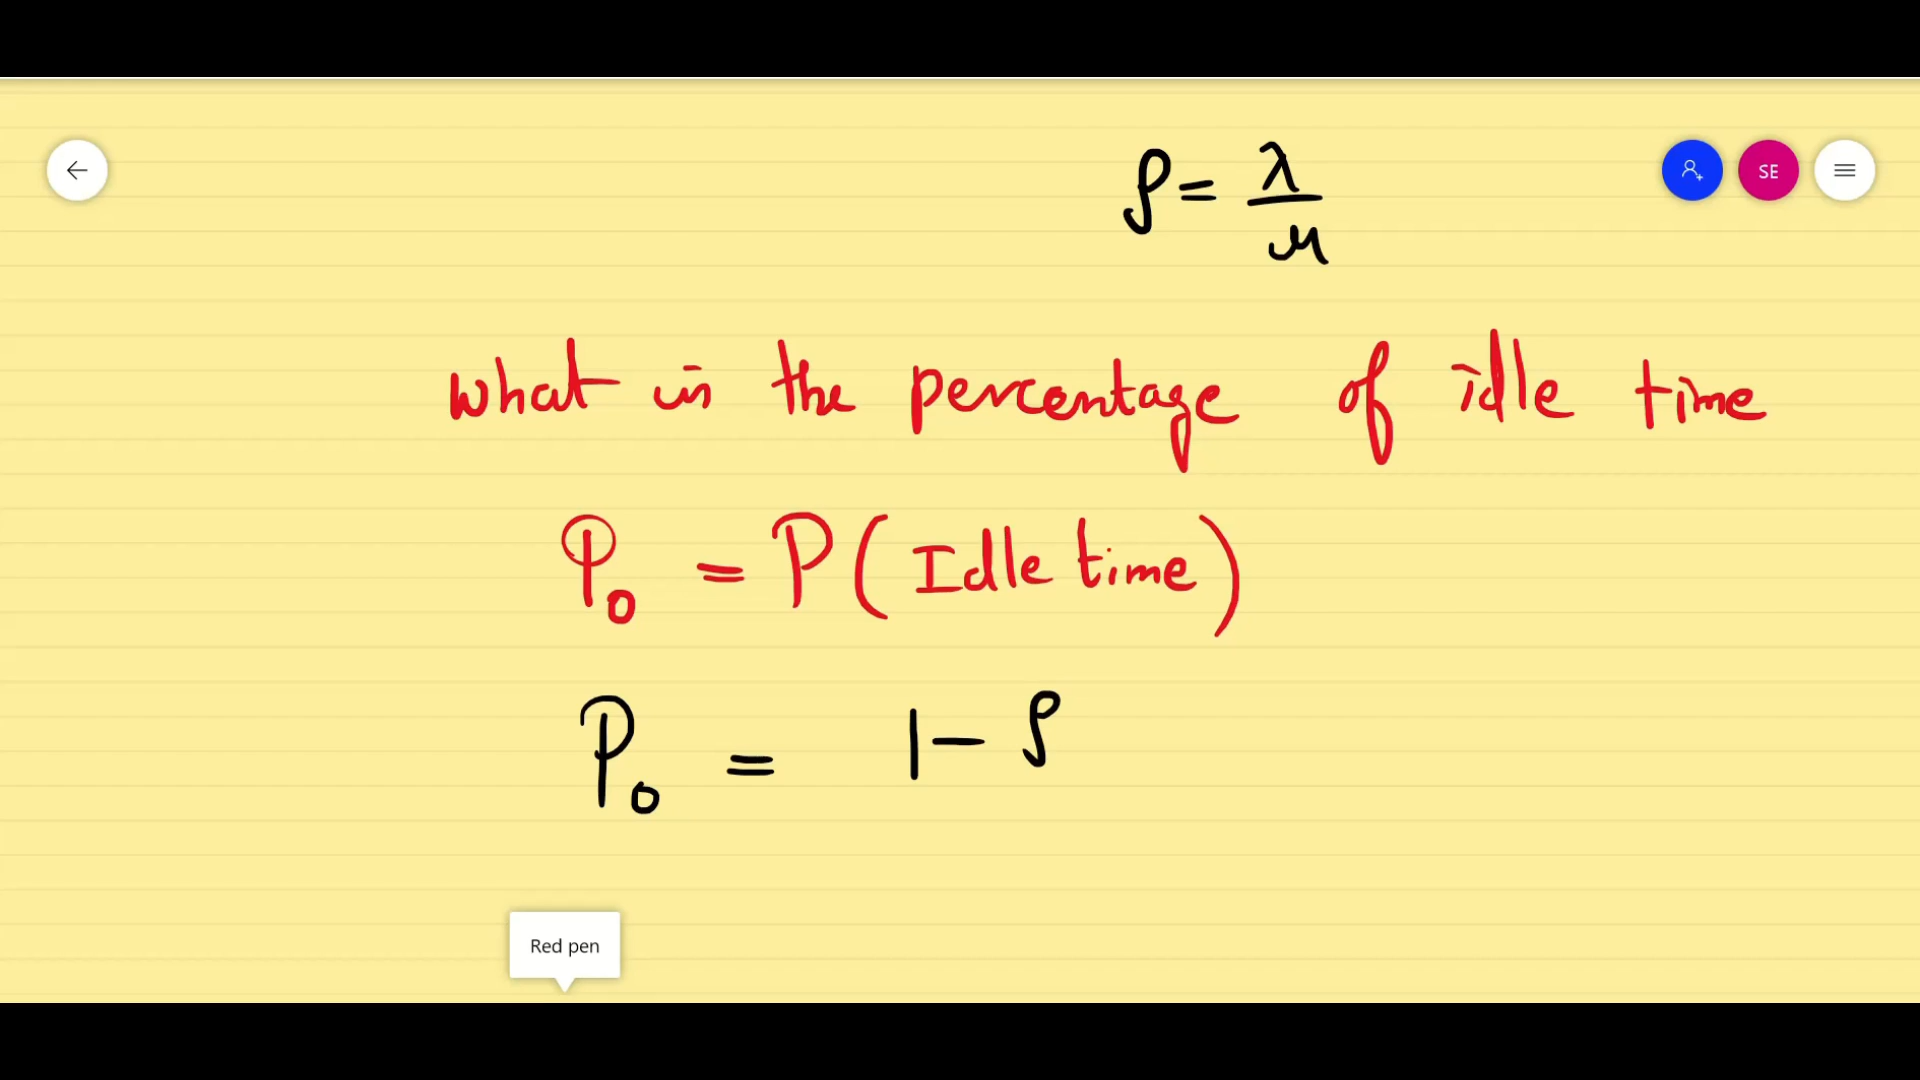 ρ = λ/μ
SE
what is the percentage of idle time
P₀ = P(Idle time)
P₀ = 1 - ρ
Red pen